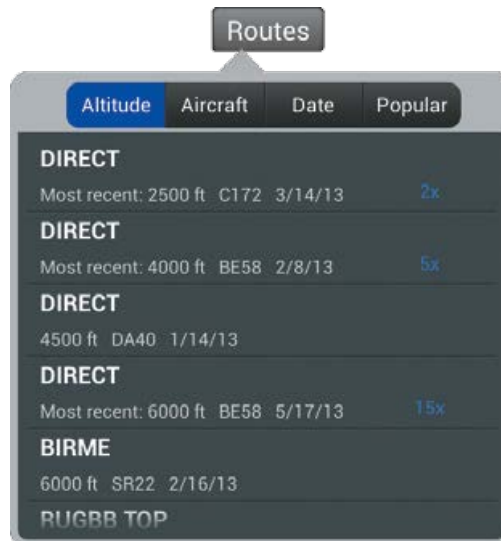 Routes
Altitude Aircraft Date Popular
DIRECT
Most recent: 2500 ft C172 3/14/13 2x
DIRECT
Most recent: 4000 ft BE58 2/8/13 5x
DIRECT
4500 ft DA40 1/14/13
DIRECT
Most recent: 6000 ft BE58 5/17/13 15x
BIRME
6000 ft SR22 2/16/13
RUGBB TOP